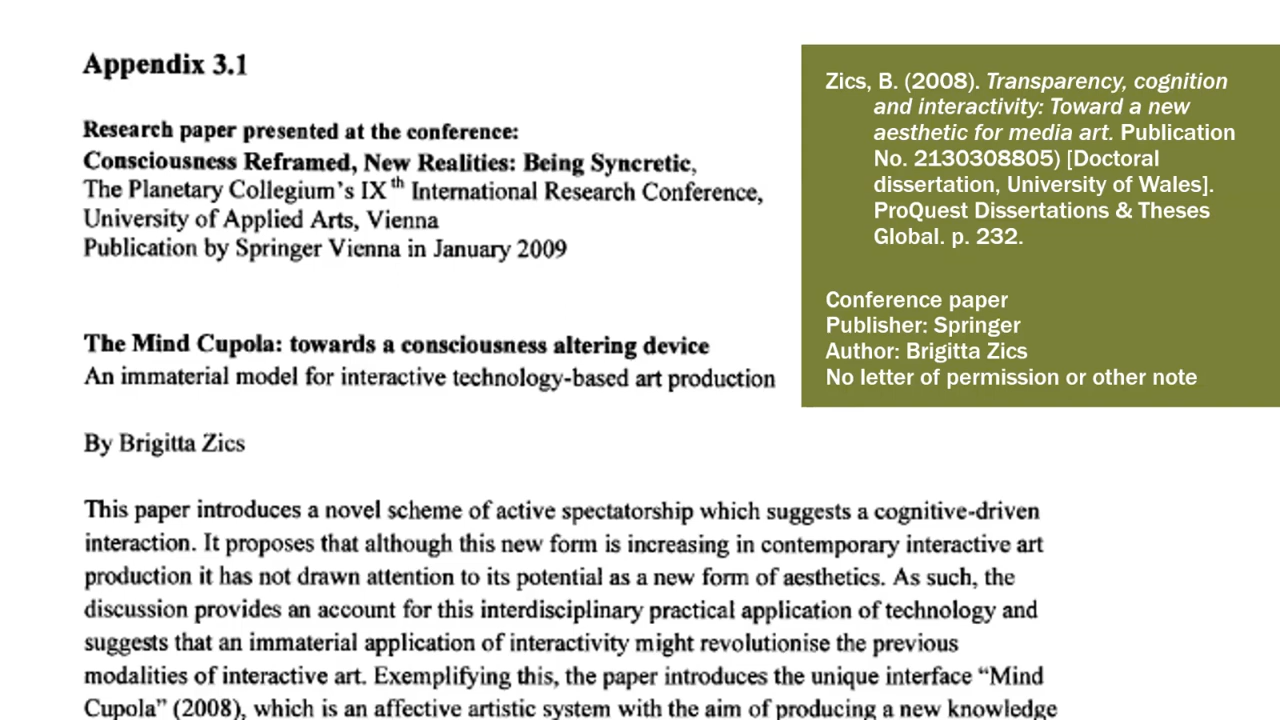 Appendix 3.1
Research paper presented at the conference:
Consciousness Reframed, New Realities: Being Syncretic,
The Planetary Collegium's IXth International Research Conference,
University of Applied Arts, Vienna
Publication by Springer Vienna in January 2009
The Mind Cupola: towards a consciousness altering device
An immaterial model for interactive technology-based art production
By Brigitta Zics
This paper introduces a novel scheme of active spectatorship which suggests a cognitive-driven
interaction. It proposes that although this new form is increasing in contemporary interactive art
production it has not drawn attention to its potential as a new form of aesthetics. As such, the
discussion provides an account for this interdisciplinary practical application of technology and
suggests that an immaterial application of interactivity might revolutionise the previous
modalities of interactive art. Exemplifying this, the paper introduces the unique interface “Mind
Cupola” (2008), which is an affective artistic system with the aim of producing a new knowledge
Zics, B. (2008). Transparency, cognition
and interactivity: Toward a new
aesthetic for media art. Publication
No. 2130308805) [Doctoral
dissertation, University of Wales].
ProQuest Dissertations & Theses
Global. p. 232.
Conference paper
Publisher: Springer
Author: Brigitta Zics
No letter of permission or other note